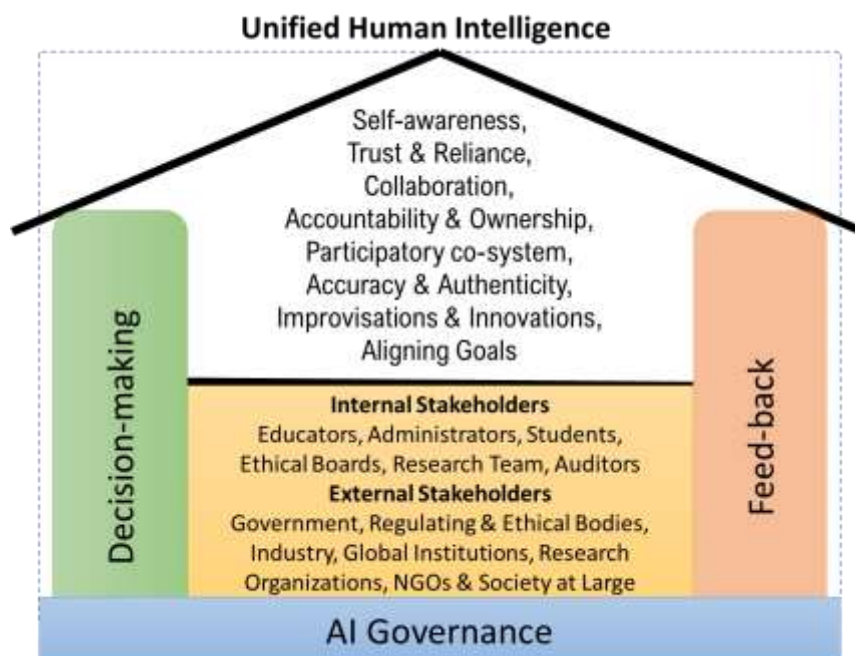 Unified Human Intelligence
Self-awareness,
Trust & Reliance,
Collaboration,
Accountability & Ownership,
Participatory co-system,
Accuracy & Authenticity,
Improvisations & Innovations,
Aligning Goals
Decision-making
Internal Stakeholders
Educators, Administrators, Students,
Ethical Boards, Research Team, Auditors
External Stakeholders
Government, Regulating & Ethical Bodies,
Industry, Global Institutions, Research
Organizations, NGOs & Society at Large
Feed-back
AI Governance